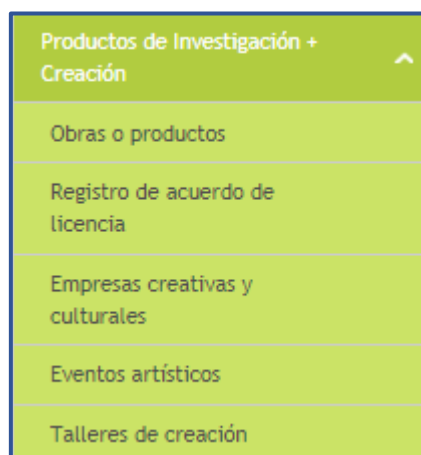 Productos de Investigación +
Creación
Obras o productos
Registro de acuerdo de
licencia
Empresas creativas y
culturales
Eventos artísticos
Talleres de creación